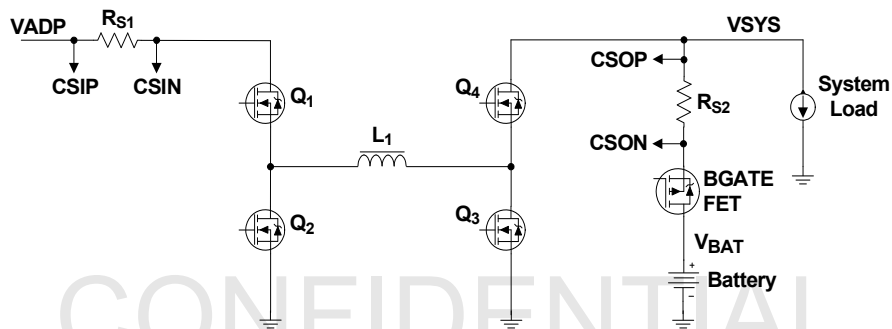 VADP
RS1
CSIP
CSIN
Q1
Q2
L1
Q4
Q3
VSYS
CSOP
RS2
CSON
System
Load
BGATE
FET
VBAT
+
Battery
−
CONFIDENTIAL